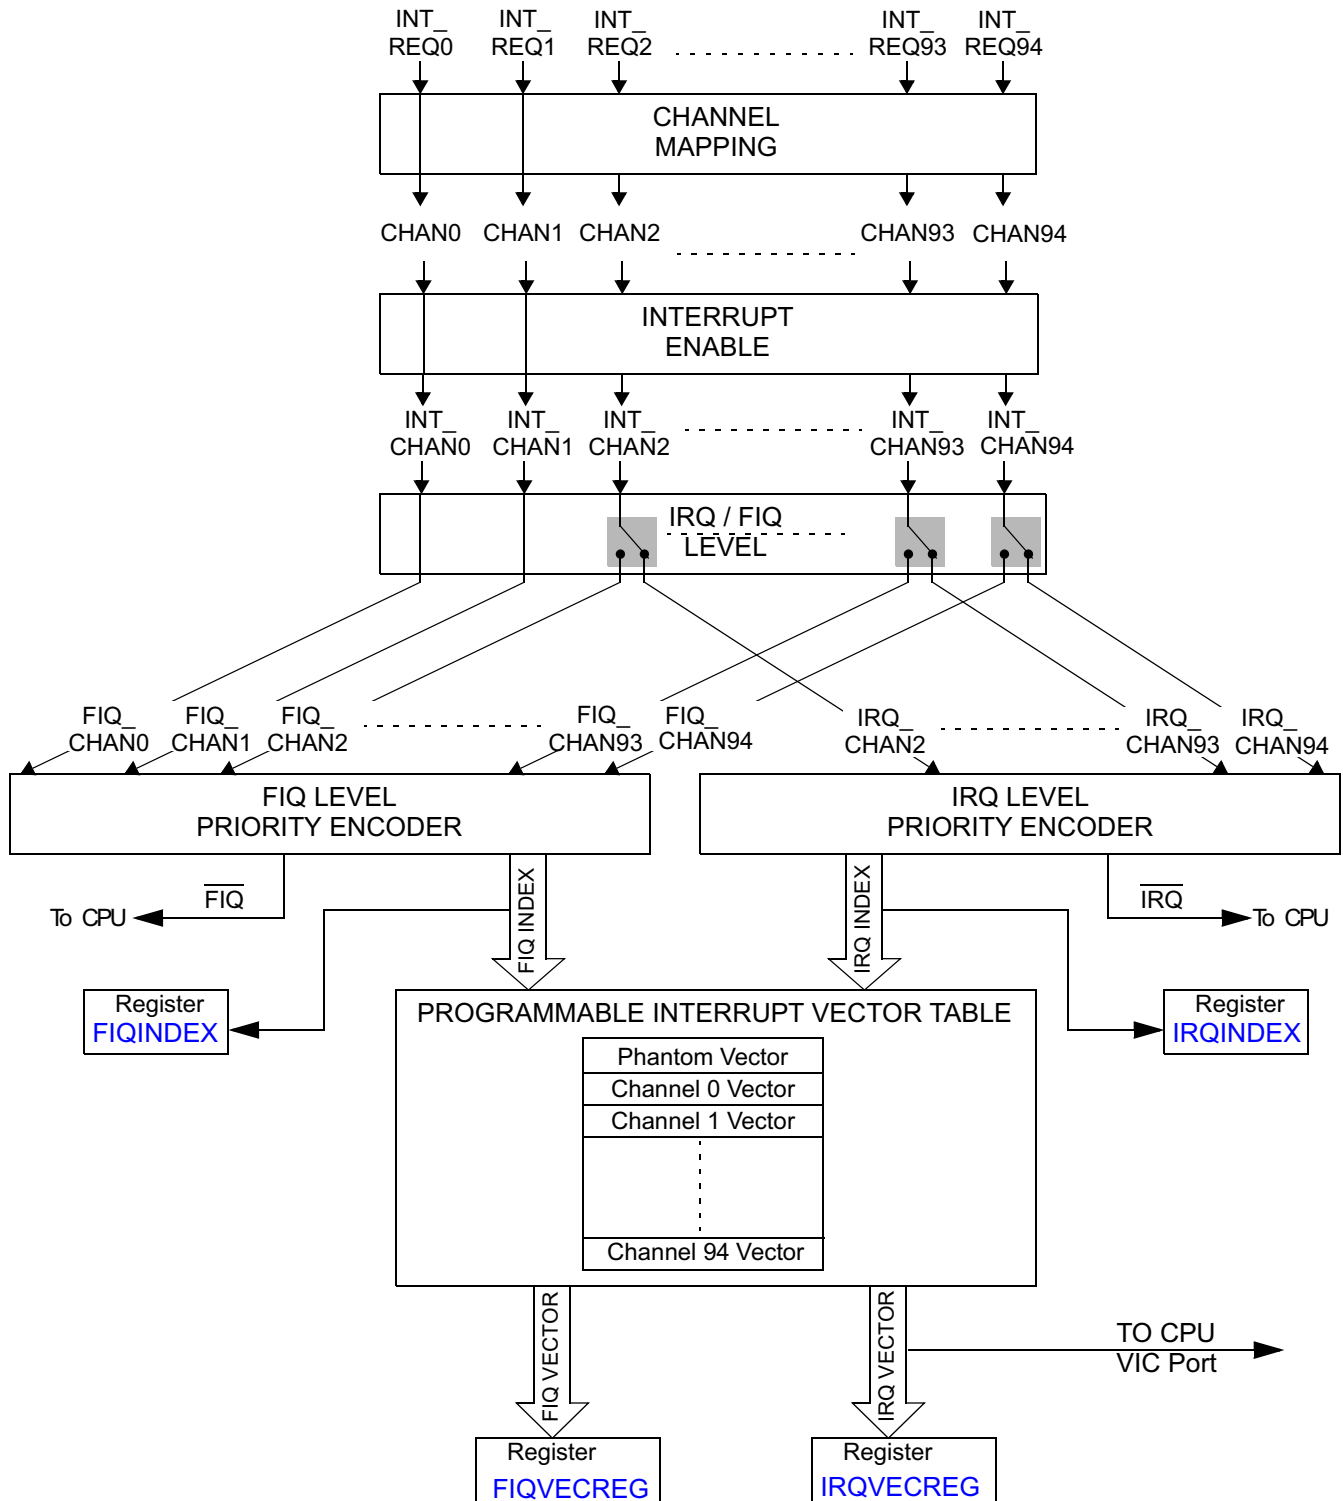 INT_ INT_ INT_ INT_ INT_
REQ0 REQ1 REQ2 REQ93 REQ94
CHANNEL
MAPPING
CHAN0 CHAN1 CHAN2 CHAN93 CHAN94
INTERRUPT
ENABLE
INT_ INT_ INT_ INT_ INT_
CHAN0 CHAN1 CHAN2 CHAN93 CHAN94
IRQ / FIQ
LEVEL
FIQ_ FIQ_ FIQ_ FIQ_ FIQ_ IRQ_ IRQ_ IRQ_
CHAN0 CHAN1 CHAN2 CHAN93 CHAN94 CHAN2 CHAN93 CHAN94
FIQ LEVEL
PRIORITY ENCODER
IRQ LEVEL
PRIORITY ENCODER
FIQ
To CPU
FIQ INDEX
IRQ INDEX
IRQ
To CPU
Register
FIQINDEX
Register
IRQINDEX
PROGRAMMABLE INTERRUPT VECTOR TABLE
Phantom Vector
Channel 0 Vector
Channel 1 Vector
Channel 94 Vector
FIQ VECTOR
IRQ VECTOR
TO CPU
VIC Port
Register
FIQVECREG
Register
IRQVECREG